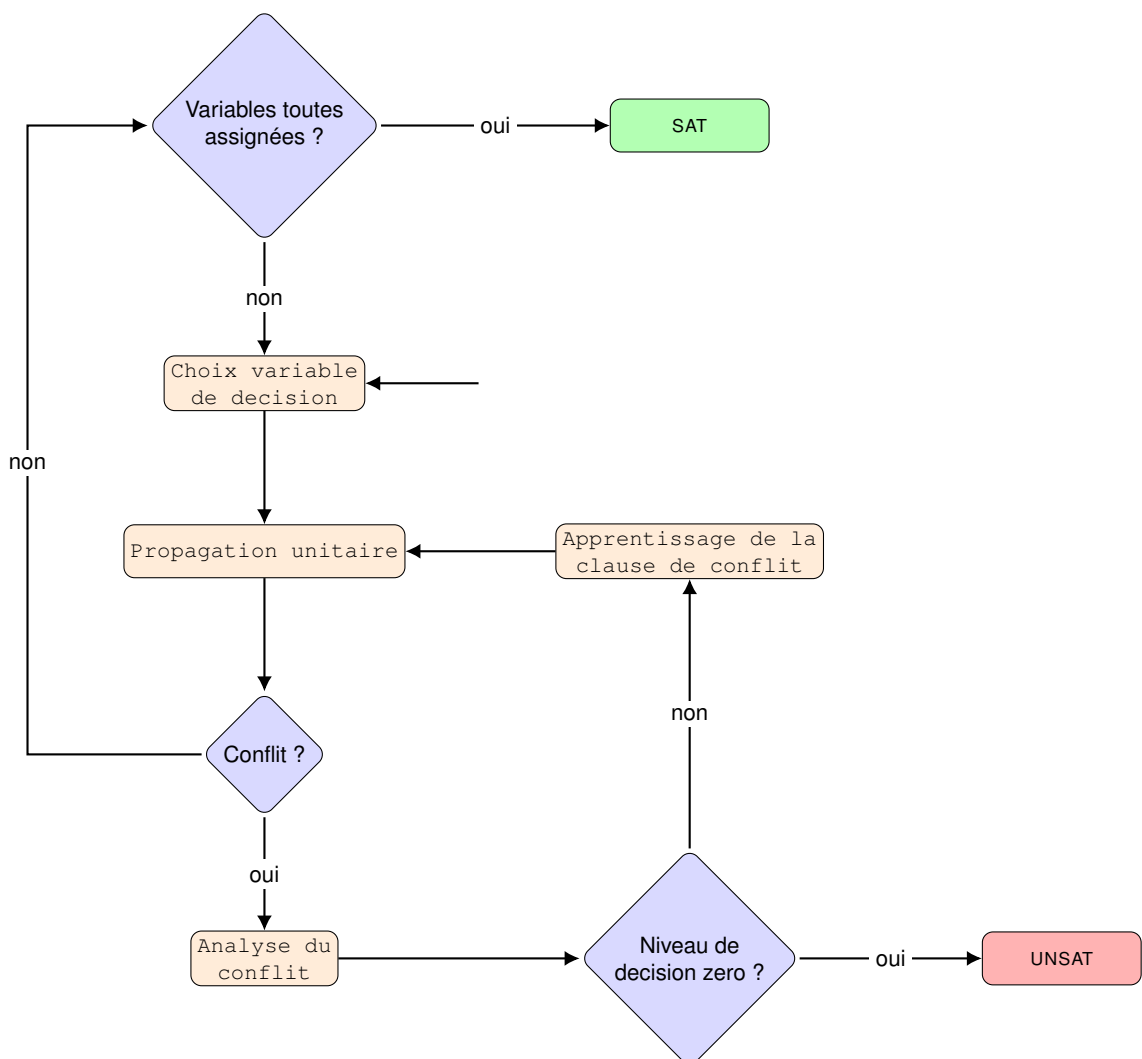 Variables toutes
assignées ?
oui
SAT
non
Choix variable
de decision
non
Propagation unitaire
Apprentissage de la
clause de conflit
non
Conflit ?
oui
Analyse du
conflit
Niveau de
decision zero ?
oui
UNSAT